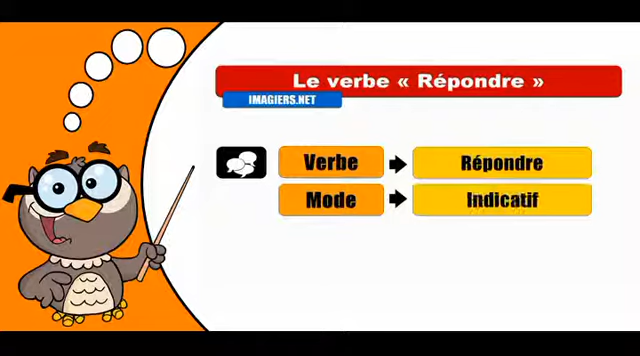 Le verbe « Répondre »
IMAGIERS.NET
Verbe Répondre
Mode Indicatif